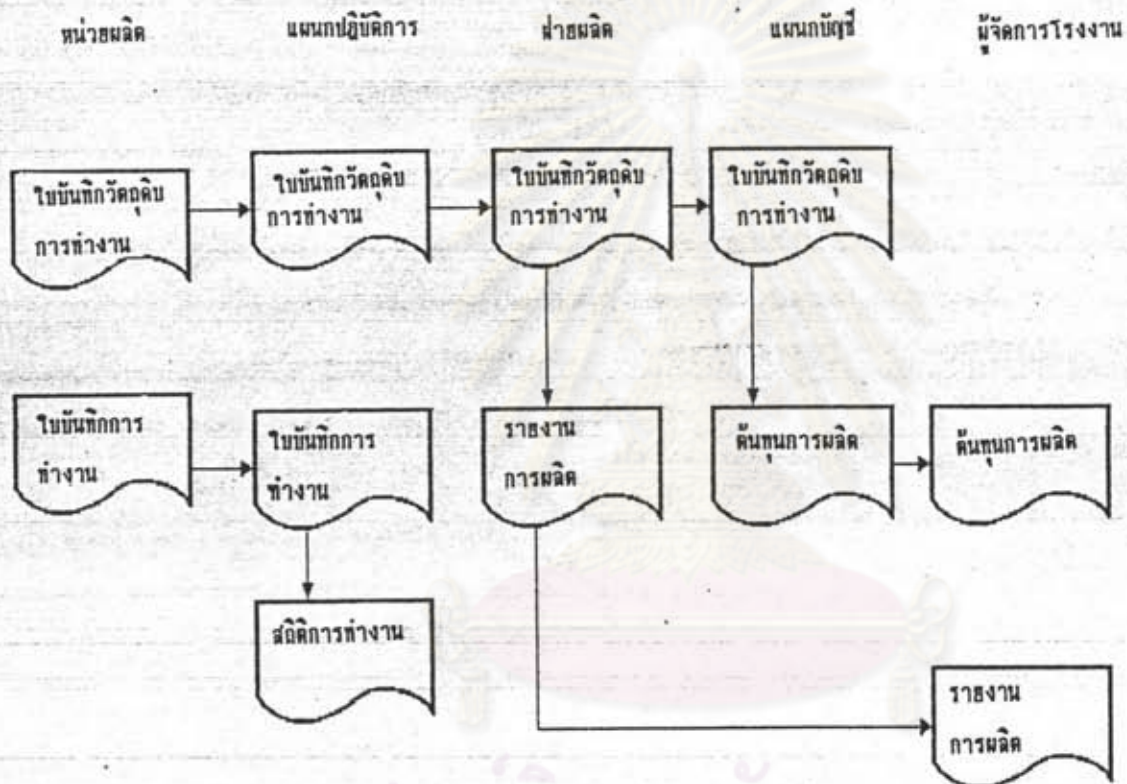 หน่วยผลิต
แผนกปฏิบัติการ
ฝ่ายผลิต
แผนกบัญชี
ผู้จัดการโรงงาน
ใบบันทึกวัตถุดิบ
การทำงาน
ใบบันทึกวัตถุดิบ
การทำงาน
ใบบันทึกวัตถุดิบ
การทำงาน
ใบบันทึกวัตถุดิบ
การทำงาน
ใบบันทึกการ
ทำงาน
ใบบันทึกการ
ทำงาน
รายงาน
การผลิต
ต้นทุนการผลิต
ต้นทุนการผลิต
สถิติการทำงาน
รายงาน
การผลิต